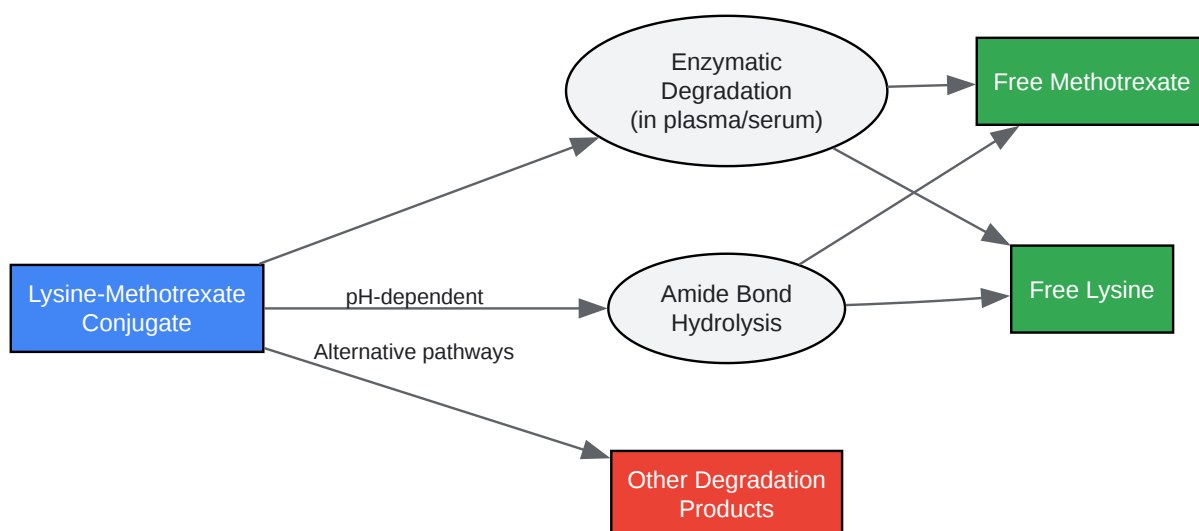 Enzymatic
Degradation
(in plasma/serum)
Free Methotrexate
Lysine-Methotrexate
Conjugate
pH-dependent
Amide Bond
Hydrolysis
Free Lysine
Alternative pathways
Other Degradation
Products